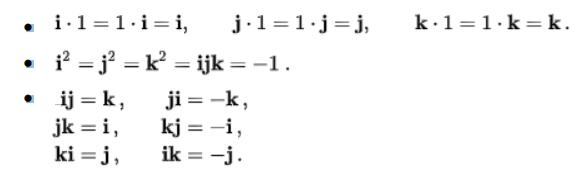 • i · 1 = 1 · i = i,   j · 1 = 1 · j = j,   k · 1 = 1 · k = k .
• i² = j² = k² = ijk = −1 .
• ij = k ,   ji = −k ,
jk = i ,   kj = −i ,
ki = j ,   ik = −j .